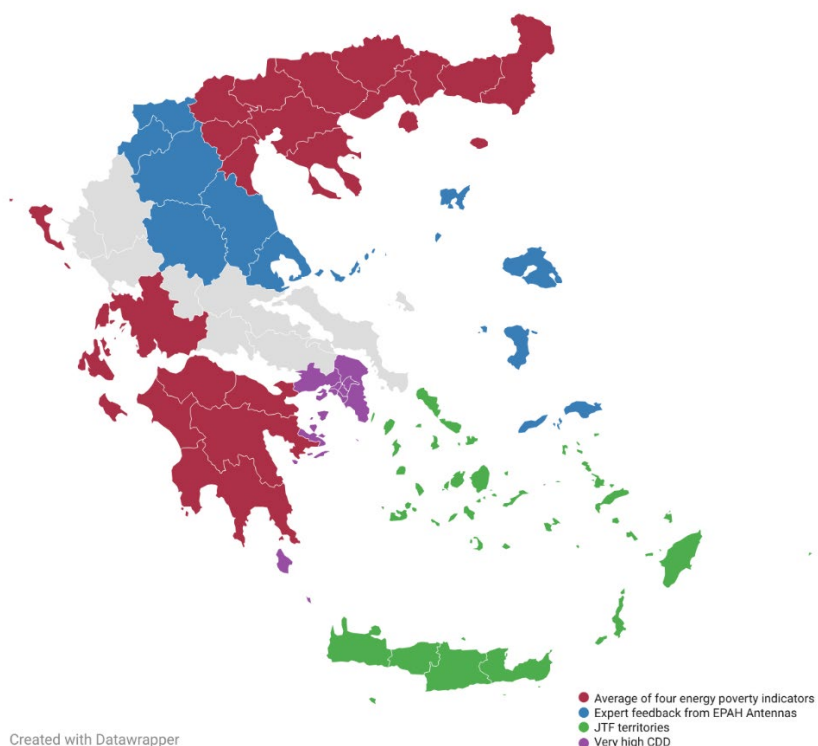 Average of four energy poverty indicators
Expert feedback from EPAH Antennas
JTF territories
Very high CDD
Created with Datawrapper